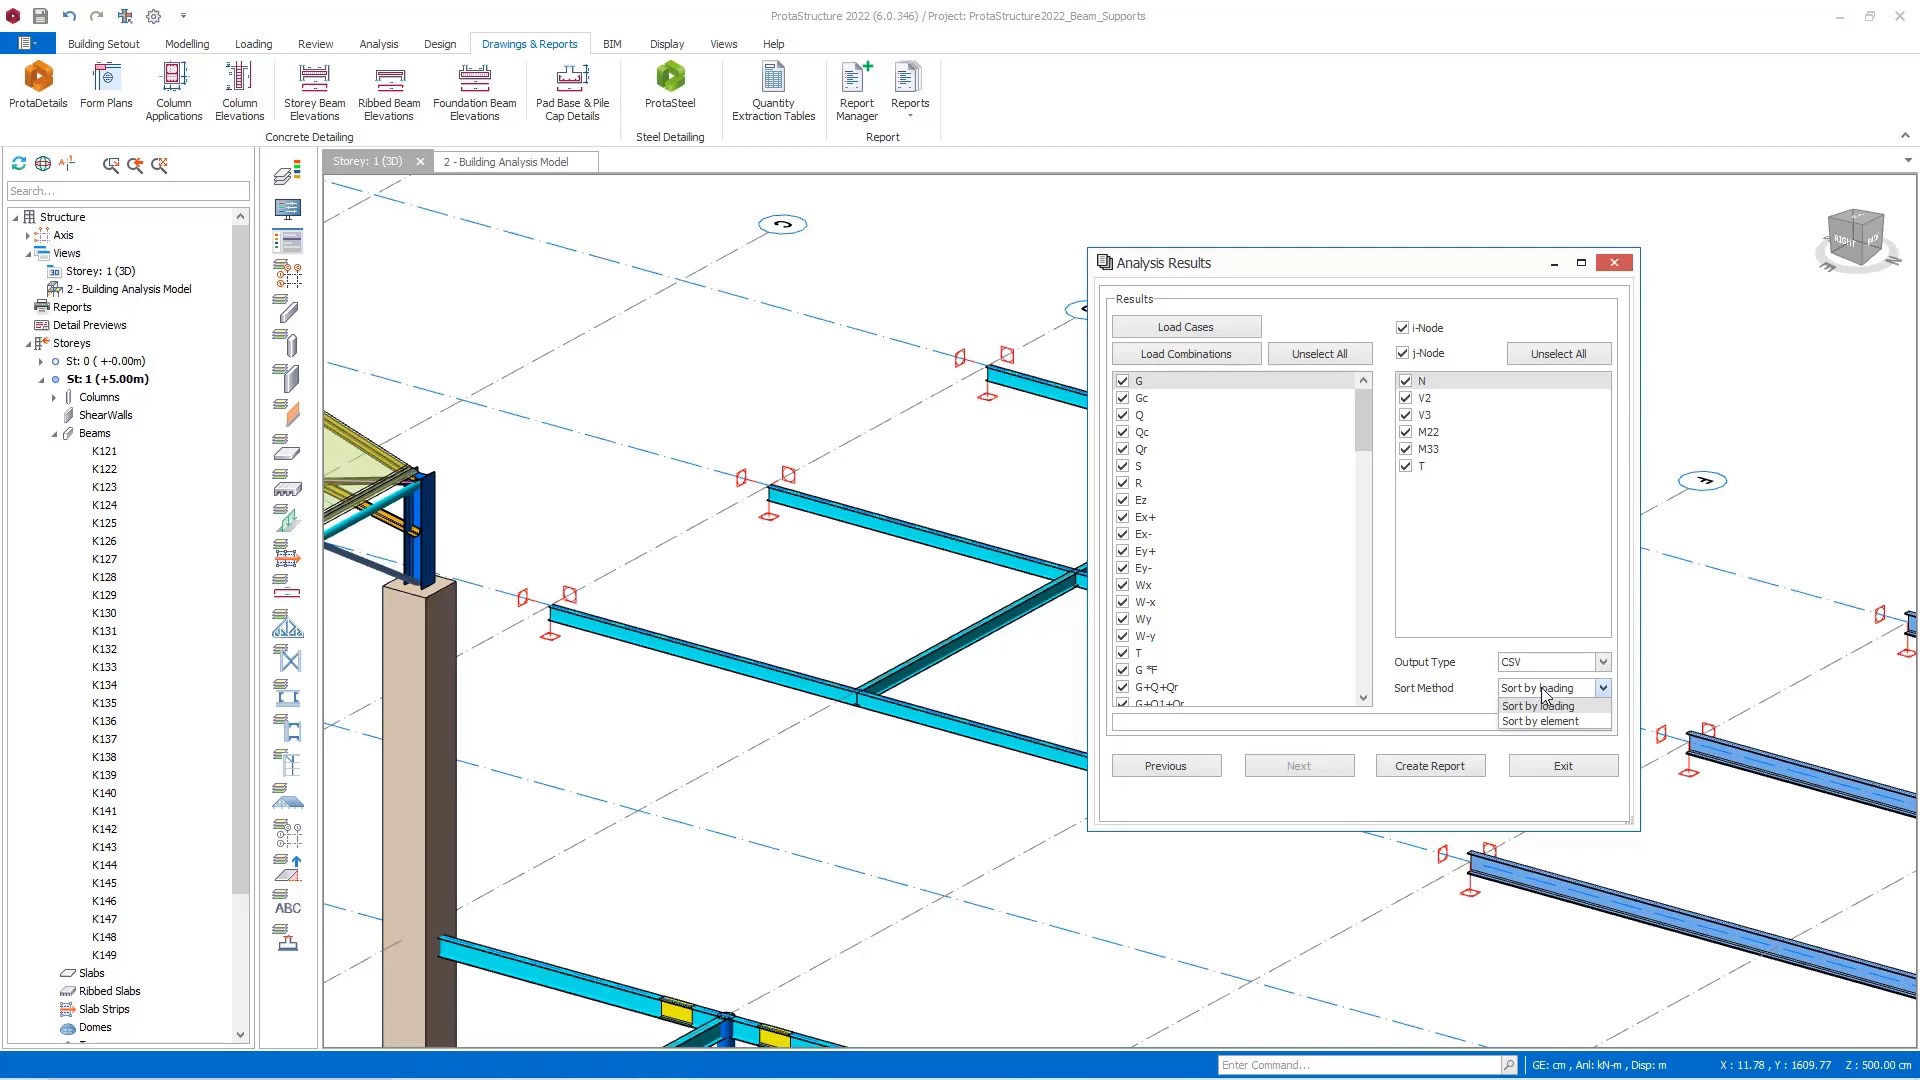 ProtaStructure 2022 (6.0.346) / Project: ProtaStructure2022_Beam_Supports
Building Setout
Modelling
Loading
Review
Analysis
Design
Drawings & Reports
BIM
Display
Views
Help
ProtaDetails
Form Plans
Column Applications
Column Elevations
Storey Beam Elevations
Ribbed Beam Elevations
Foundation Beam Elevations
Pad Base & Pile Cap Details
ProtaSteel
Quantity Extraction Tables
Report Manager
Reports
Concrete Detailing
Steel Detailing
Report
Storey: 1 (3D)
2 - Building Analysis Model
Search...
Structure
Axis
Views
3D Storey: 1 (3D)
2 - Building Analysis Model
Reports
Detail Previews
Storeys
St: 0 ( +-0.00m)
St: 1 (+5.00m)
Columns
ShearWalls
Beams
K121
K122
K123
K124
K125
K126
K127
K128
K129
K130
K131
K132
K133
K134
K135
K136
K137
K138
K139
K140
K141
K142
K143
K144
K145
K146
K147
K148
K149
Slabs
Ribbed Slabs
Slab Strips
Domes
ABC
C
F
RIGHT
BACK
Analysis Results
Results
Load Cases
Load Combinations
Unselect All
i-Node
j-Node
Unselect All
G
Gc
Q
Qc
Qr
S
R
Ez
Ex+
Ex-
Ey+
Ey-
Wx
W-x
Wy
W-y
T
G *F
G+Q+Qr
G+Q1+Qr
N
V2
V3
M22
M33
T
Output Type
CSV
Sort Method
Sort by loading
Sort by loading
Sort by element
Previous
Next
Create Report
Exit
Enter Command...
GE: cm , Anl: kN-m , Disp: m
X : 11.78 , Y : 1609.77
Z : 500.00 cm